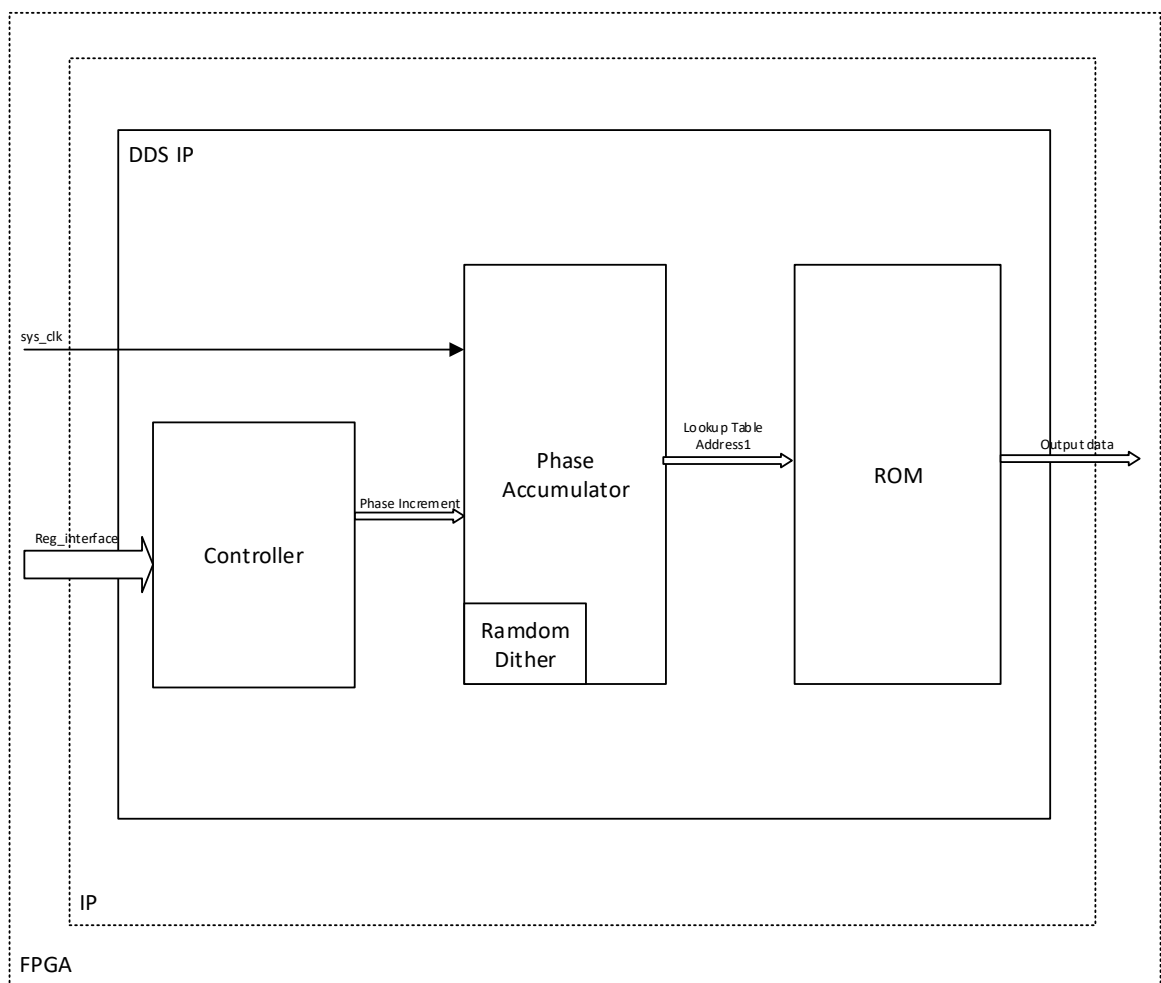 DDS IP
sys_clk
Lookup Table
Address1
Output data
Phase
Accumulator
ROM
Phase Increment
Reg_interface
Controller
Ramdom
Dither
IP
FPGA